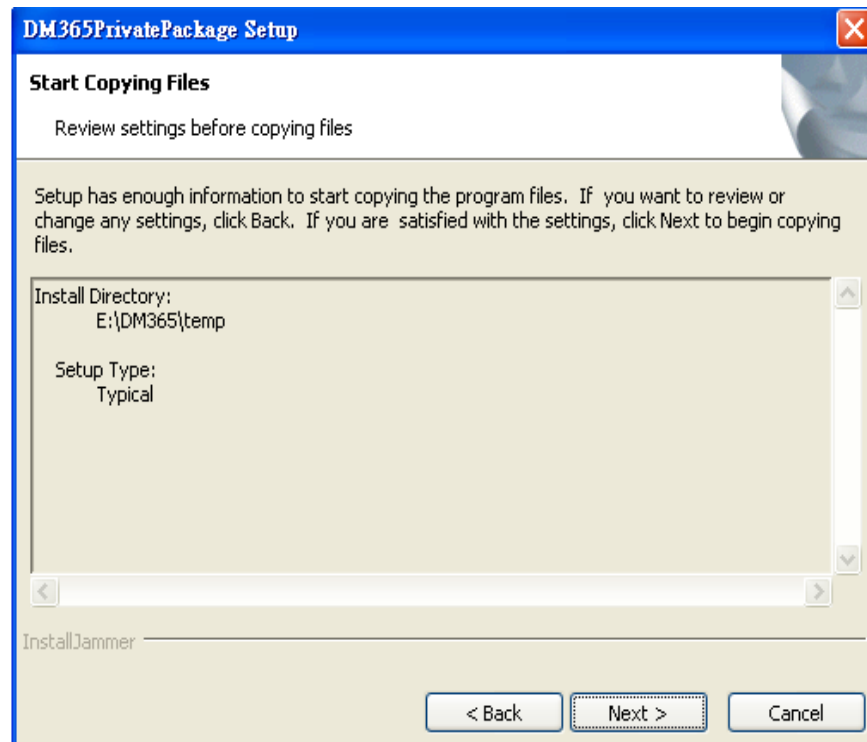 DM365PrivatePackage Setup
Start Copying Files
Review settings before copying files
Setup has enough information to start copying the program files. If you want to review or
change any settings, click Back. If you are satisfied with the settings, click Next to begin copying
files.
Install Directory:
E:\DM365\temp
Setup Type:
Typical
InstallJammer
< Back Next > Cancel